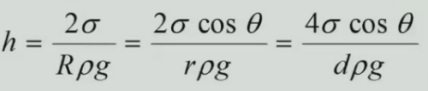 h = 2σ / Rρg = 2σ cos θ / rρg = 4σ cos θ / dρg